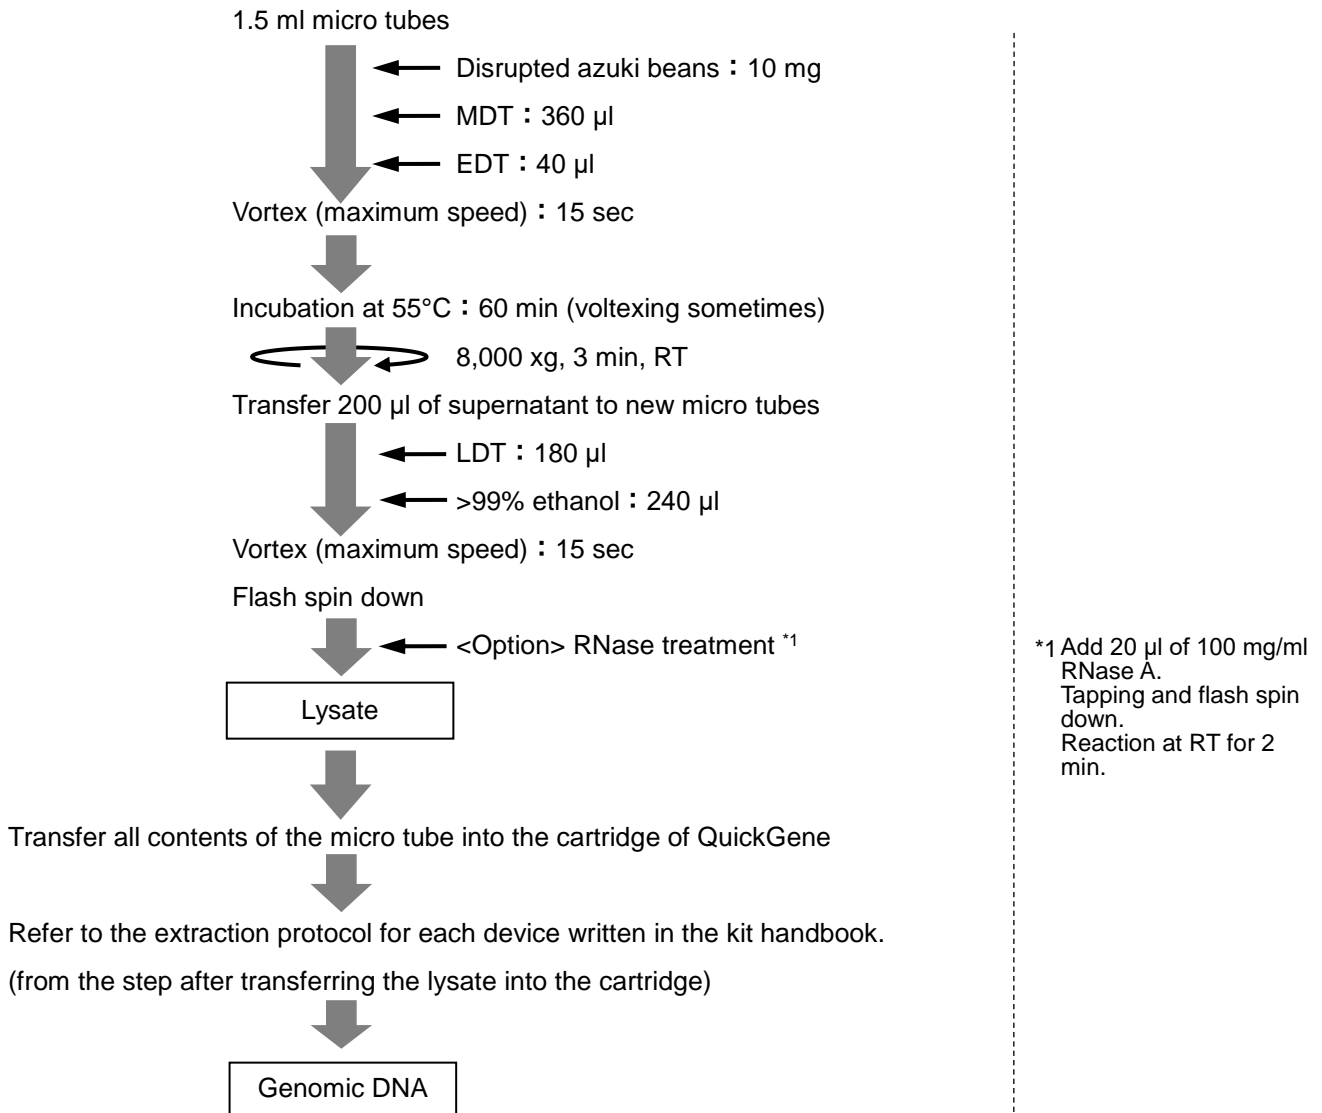 1.5 ml micro tubes
Disrupted azuki beans：10 mg
MDT：360 µl
EDT：40 µl
Vortex (maximum speed)：15 sec
Incubation at 55°C：60 min (voltexing sometimes)
8,000 xg, 3 min, RT
Transfer 200 µl of supernatant to new micro tubes
LDT：180 µl
>99% ethanol：240 µl
Vortex (maximum speed)：15 sec
Flash spin down
<Option> RNase treatment *1
Lysate
Transfer all contents of the micro tube into the cartridge of QuickGene
Refer to the extraction protocol for each device written in the kit handbook.
(from the step after transferring the lysate into the cartridge)
Genomic DNA
*1 Add 20 µl of 100 mg/ml
RNase A.
Tapping and flash spin
down.
Reaction at RT for 2
min.